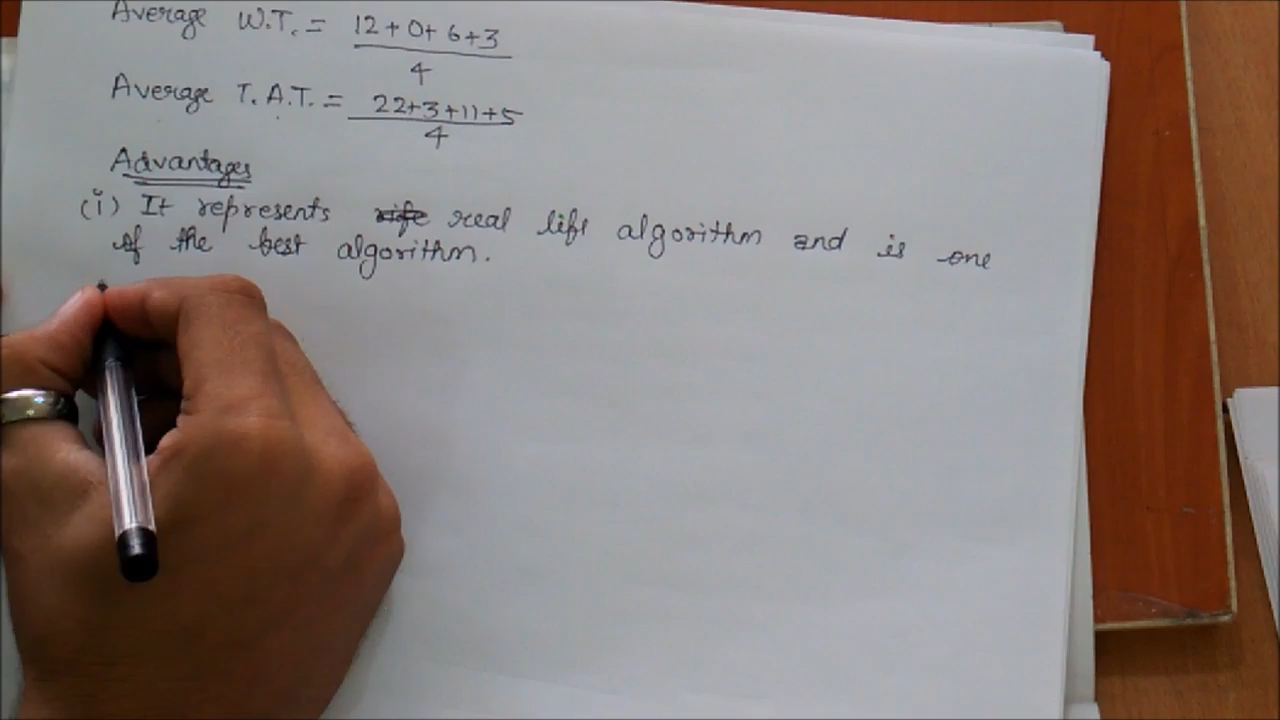 Average W.T. = 12+0+6+3
4
Average T.A.T. = 22+3+11+5
4
Advantages
(i) It represents real life algorithm and is one
of the best algorithm.